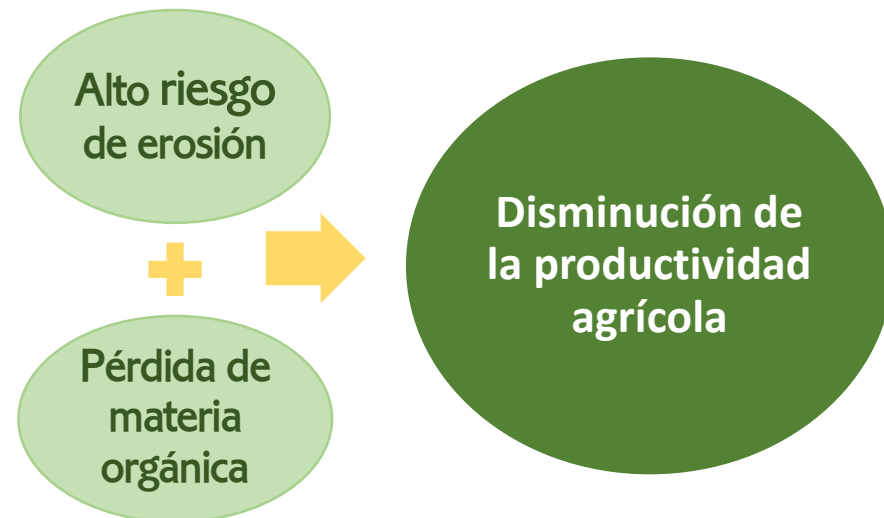 Alto riesgo
de erosión
Pérdida de
materia
orgánica
Disminución de
la productividad
agrícola